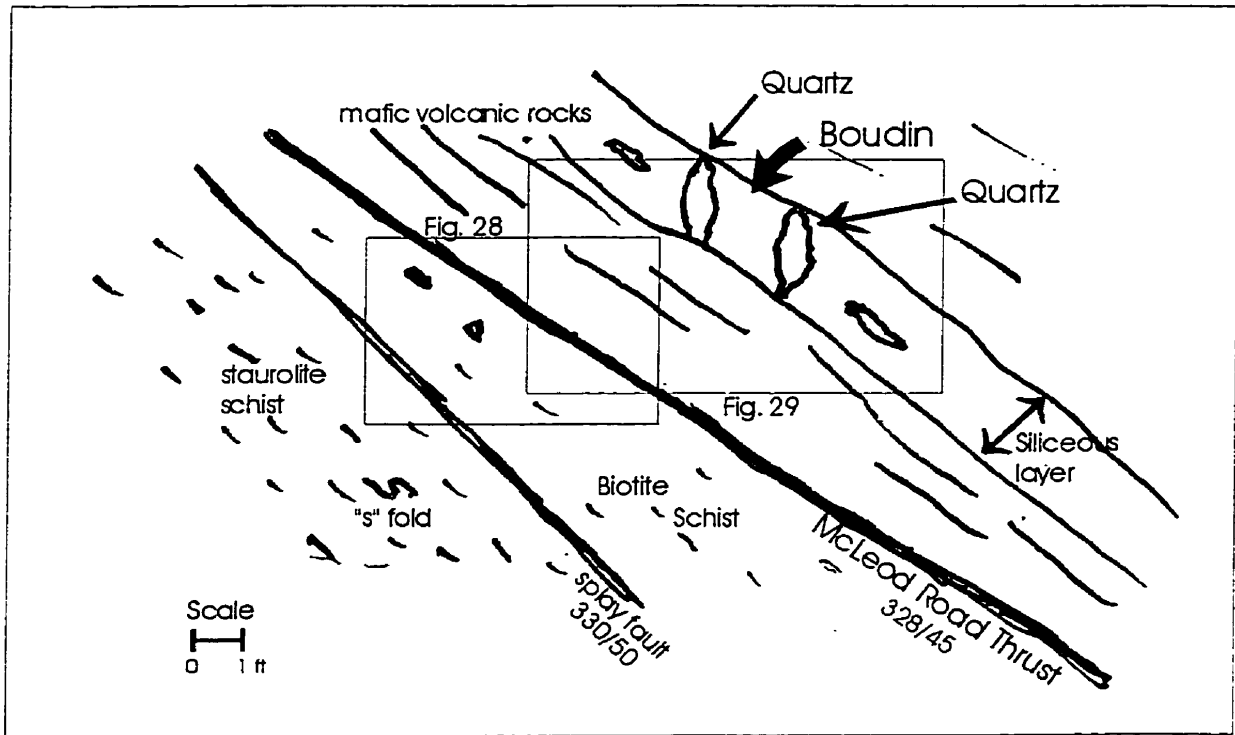 Quartz
mafic volcanic rocks
Boudin
Quartz
Fig. 28
staurolite
schist
Fig. 29
Siliceous
layer
"s" fold
Biotite
Schist
splay fault
330/50
McLeod Road Thrust
328/45
Scale
0 1 ft